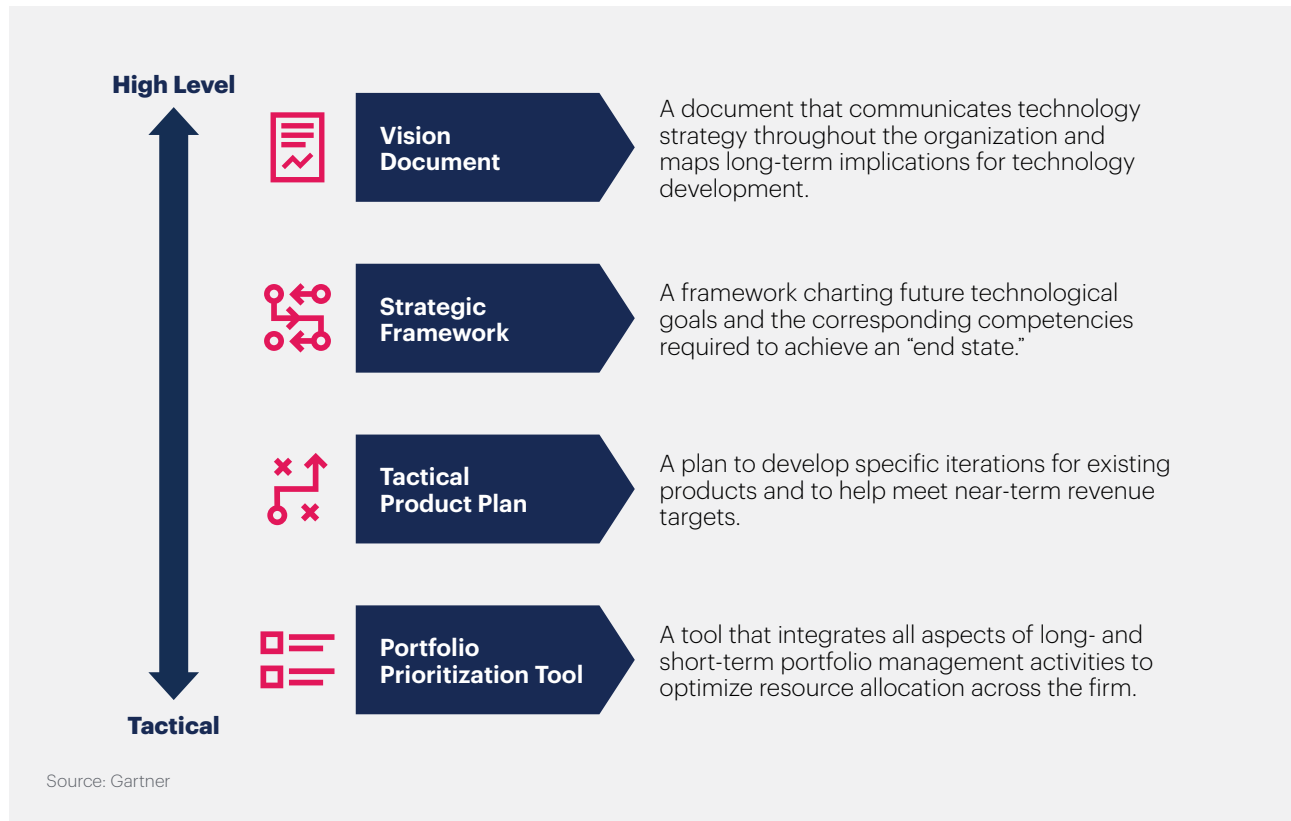 High Level
Vision
Document
A document that communicates technology
strategy throughout the organization and
maps long-term implications for technology
development.
Strategic
Framework
A framework charting future technological
goals and the corresponding competencies
required to achieve an “end state.”
Tactical
Product Plan
A plan to develop specific iterations for existing
products and to help meet near-term revenue
targets.
Portfolio
Prioritization Tool
A tool that integrates all aspects of long- and
short-term portfolio management activities to
optimize resource allocation across the firm.
Tactical
Source: Gartner